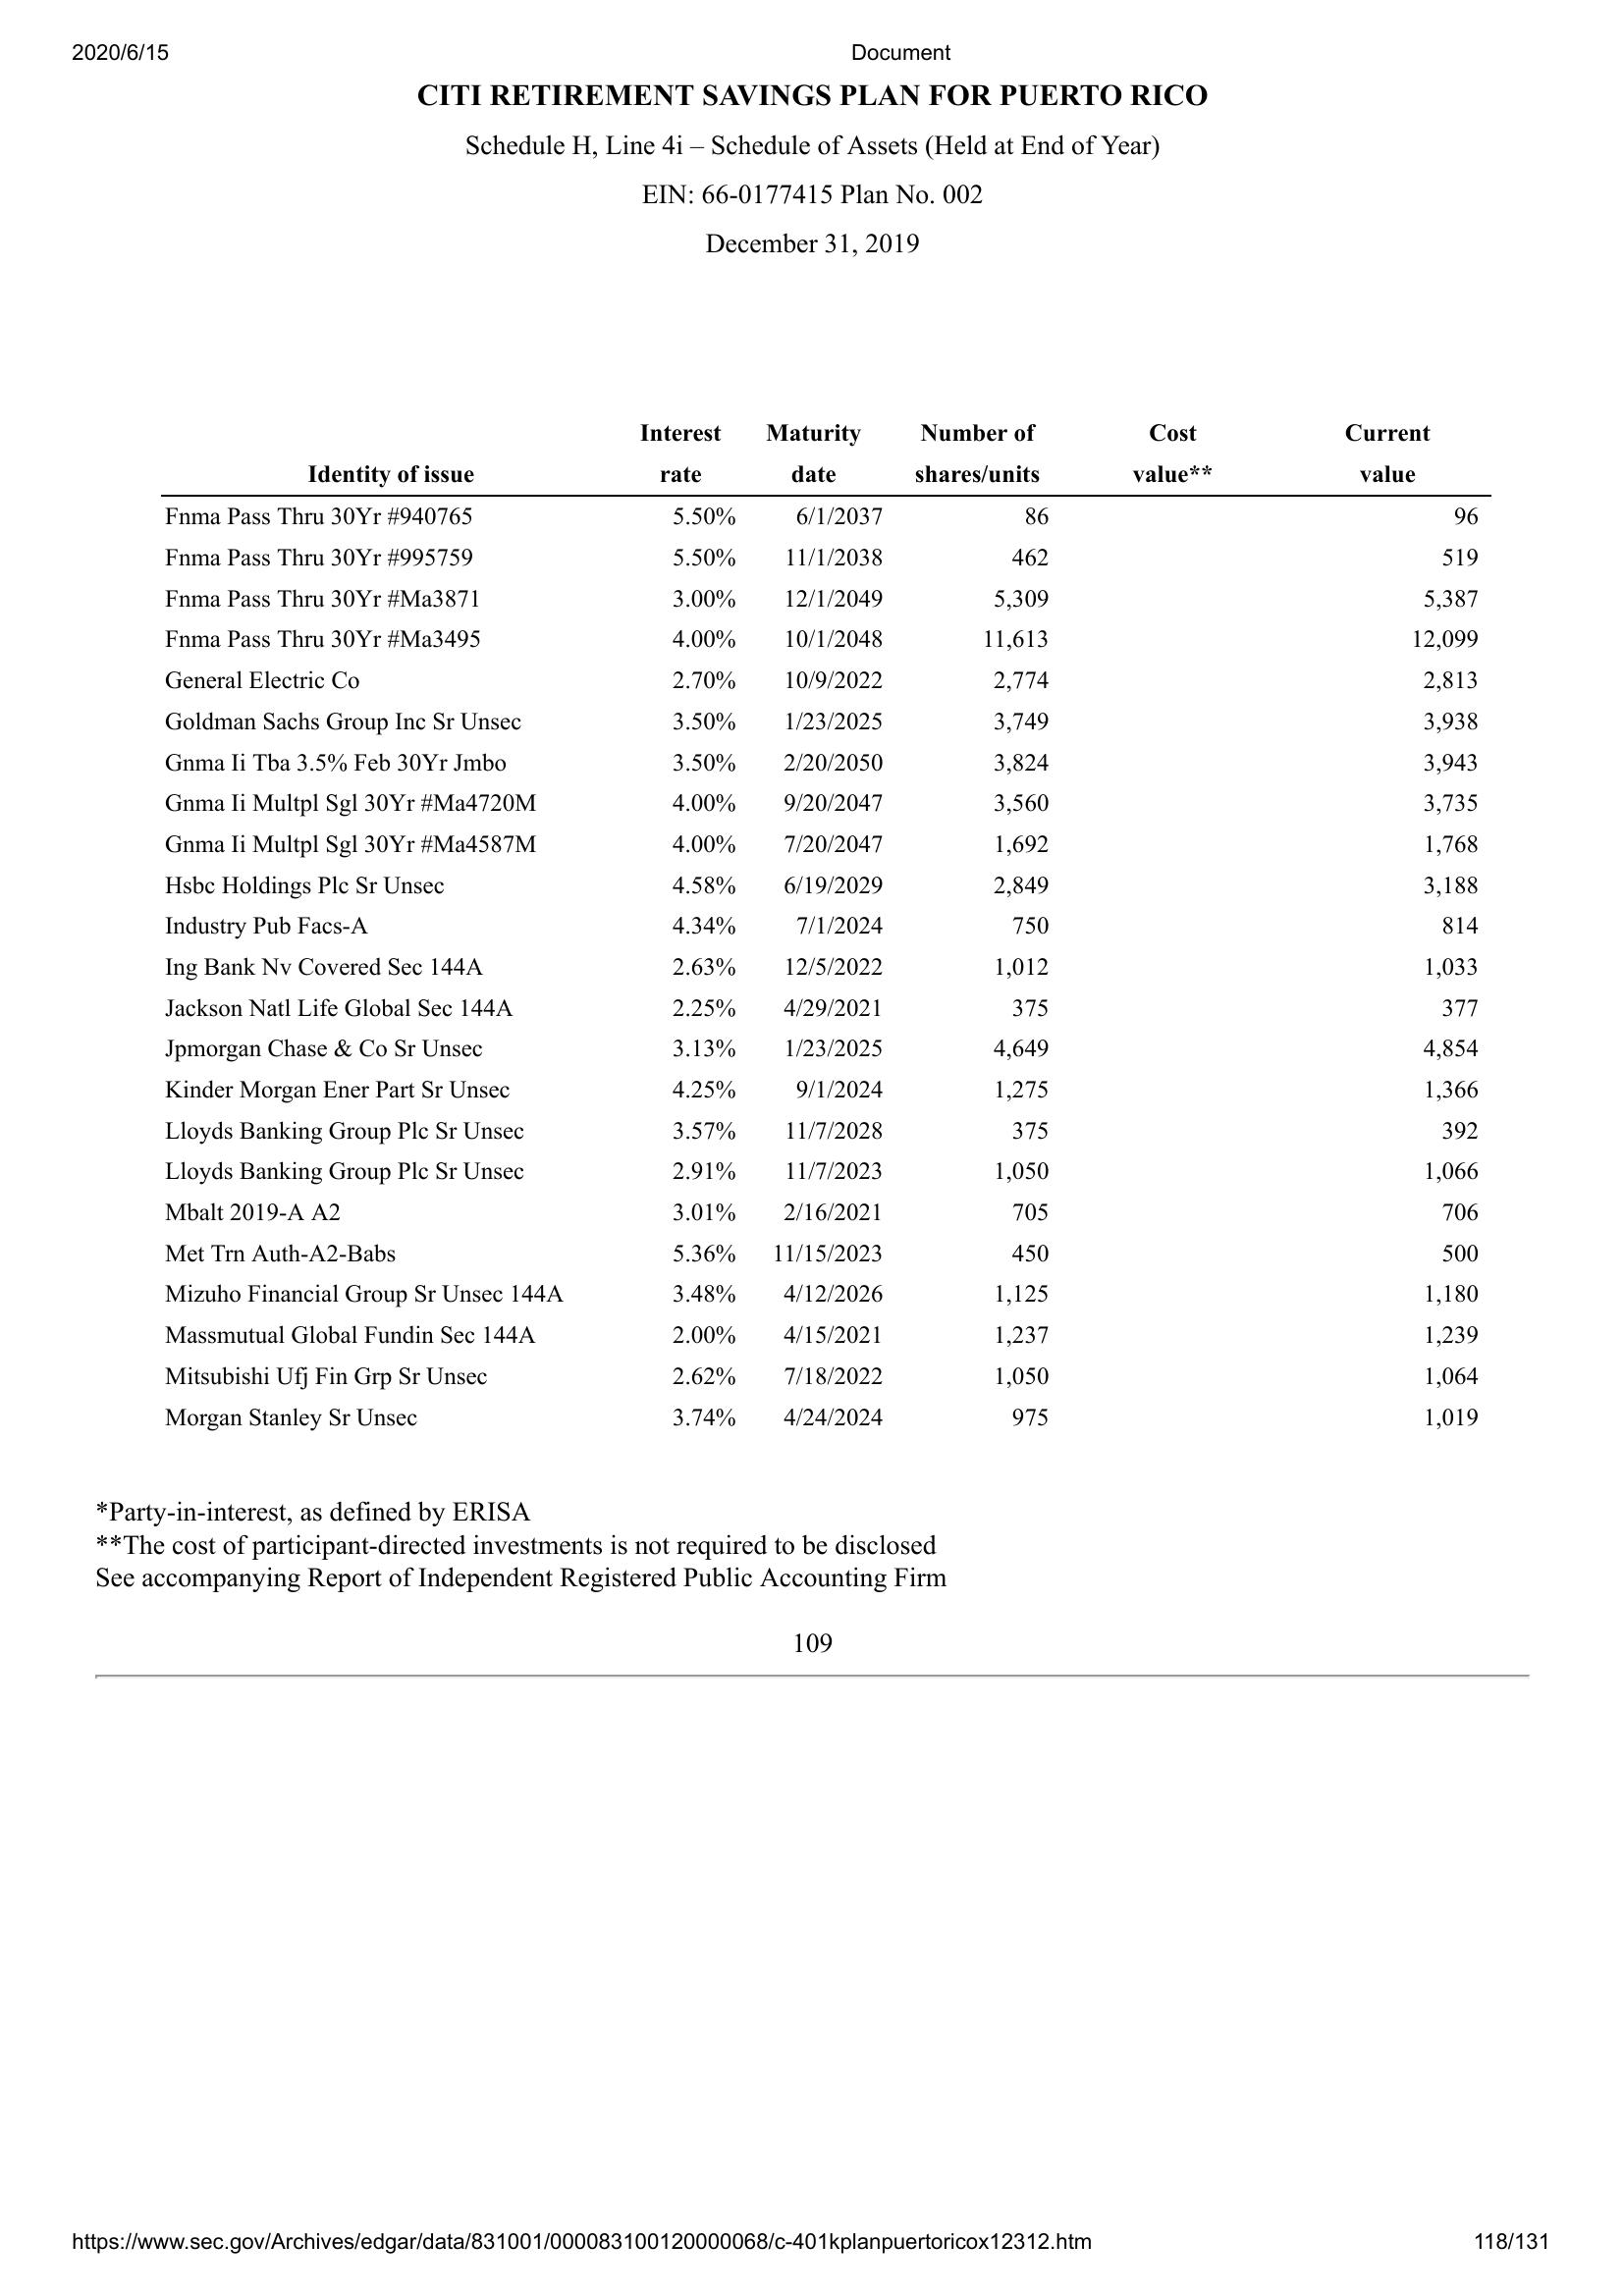 2020/6/15 Document
CITI RETIREMENT SAVINGS PLAN FOR PUERTO RICO
Schedule H, Line 4i – Schedule of Assets (Held at End of Year)
EIN: 66-0177415 Plan No. 002
December 31, 2019
Interest Maturity Number of Cost Current
Identity of issue rate date shares/units value** value
Fnma Pass Thru 30Yr #940765 5.50% 6/1/2037 86 96
Fnma Pass Thru 30Yr #995759 5.50% 11/1/2038 462 519
Fnma Pass Thru 30Yr #Ma3871 3.00% 12/1/2049 5,309 5,387
Fnma Pass Thru 30Yr #Ma3495 4.00% 10/1/2048 11,613 12,099
General Electric Co 2.70% 10/9/2022 2,774 2,813
Goldman Sachs Group Inc Sr Unsec 3.50% 1/23/2025 3,749 3,938
Gnma Ii Tba 3.5% Feb 30Yr Jmbo 3.50% 2/20/2050 3,824 3,943
Gnma Ii Multpl Sgl 30Yr #Ma4720M 4.00% 9/20/2047 3,560 3,735
Gnma Ii Multpl Sgl 30Yr #Ma4587M 4.00% 7/20/2047 1,692 1,768
Hsbc Holdings Plc Sr Unsec 4.58% 6/19/2029 2,849 3,188
Industry Pub Facs-A 4.34% 7/1/2024 750 814
Ing Bank Nv Covered Sec 144A 2.63% 12/5/2022 1,012 1,033
Jackson Natl Life Global Sec 144A 2.25% 4/29/2021 375 377
Jpmorgan Chase & Co Sr Unsec 3.13% 1/23/2025 4,649 4,854
Kinder Morgan Ener Part Sr Unsec 4.25% 9/1/2024 1,275 1,366
Lloyds Banking Group Plc Sr Unsec 3.57% 11/7/2028 375 392
Lloyds Banking Group Plc Sr Unsec 2.91% 11/7/2023 1,050 1,066
Mbalt 2019-A A2 3.01% 2/16/2021 705 706
Met Trn Auth-A2-Babs 5.36% 11/15/2023 450 500
Mizuho Financial Group Sr Unsec 144A 3.48% 4/12/2026 1,125 1,180
Massmutual Global Fundin Sec 144A 2.00% 4/15/2021 1,237 1,239
Mitsubishi Ufj Fin Grp Sr Unsec 2.62% 7/18/2022 1,050 1,064
Morgan Stanley Sr Unsec 3.74% 4/24/2024 975 1,019
*Party-in-interest, as defined by ERISA
**The cost of participant-directed investments is not required to be disclosed
See accompanying Report of Independent Registered Public Accounting Firm
109
https://www.sec.gov/Archives/edgar/data/831001/000083100120000068/c-401kplanpuertoricox12312.htm 118/131